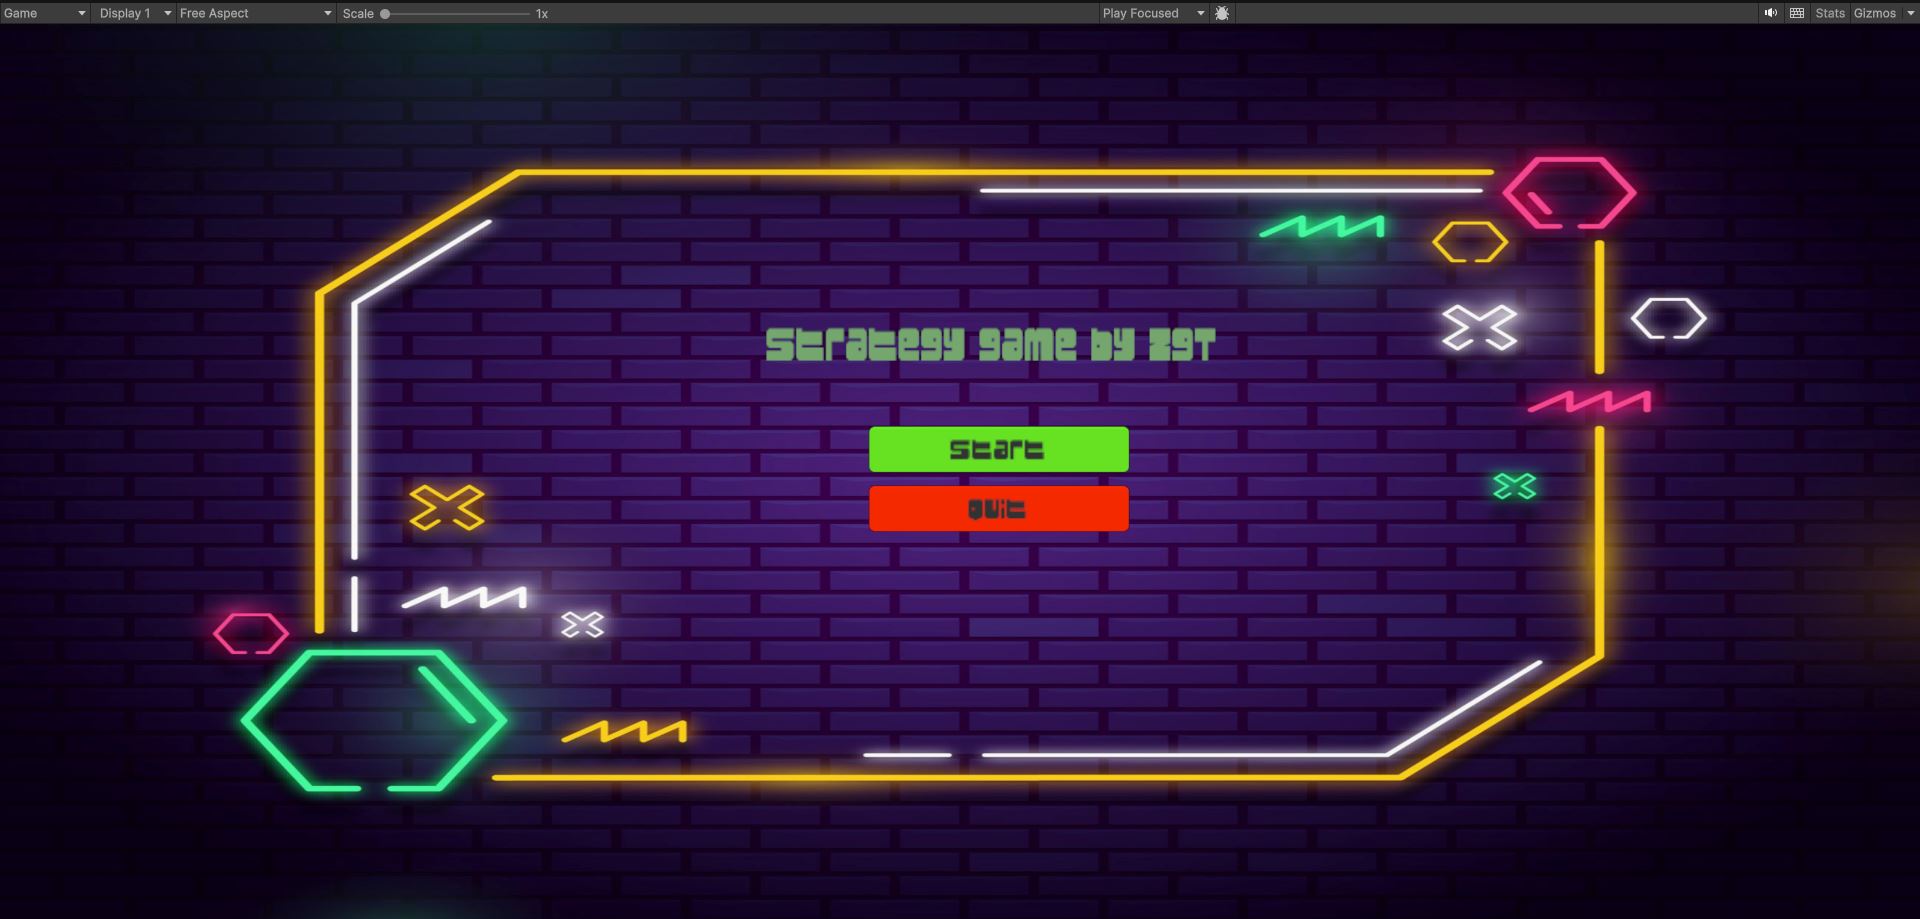 Game Display 1 Free Aspect Scale 1x Play Focused Stats Gizmos
Strategy game by ZGT
Start
Quit